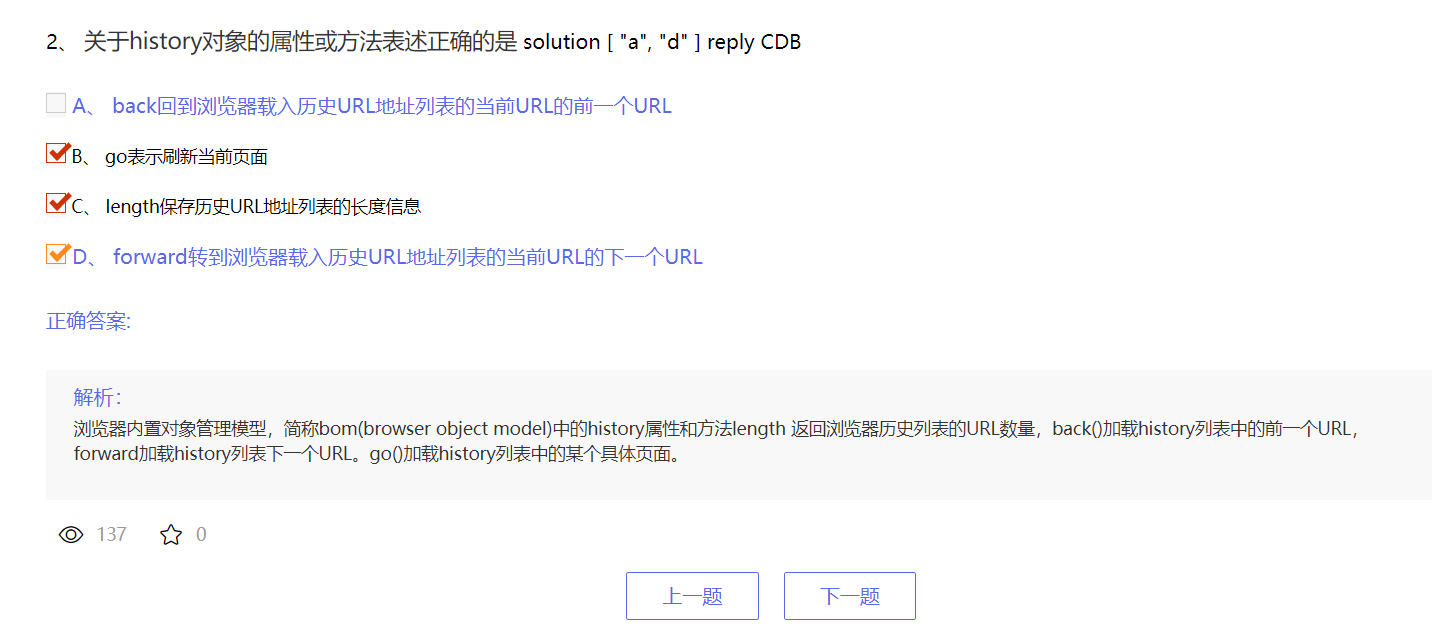 2、 关于history对象的属性或方法表述正确的是 solution [ "a", "d" ] reply CDB
A、 back回到浏览器载入历史URL地址列表的当前URL的前一个URL
B、 go表示刷新当前页面
C、 length保存历史URL地址列表的长度信息
D、 forward转到浏览器载入历史URL地址列表的当前URL的下一个URL
正确答案:
解析：
浏览器内置对象管理模型，简称bom(browser object model)中的history属性和方法length 返回浏览器历史列表的URL数量，back()加载history列表中的前一个URL，
forward加载history列表下一个URL。go()加载history列表中的某个具体页面。
137 0
上一题 下一题